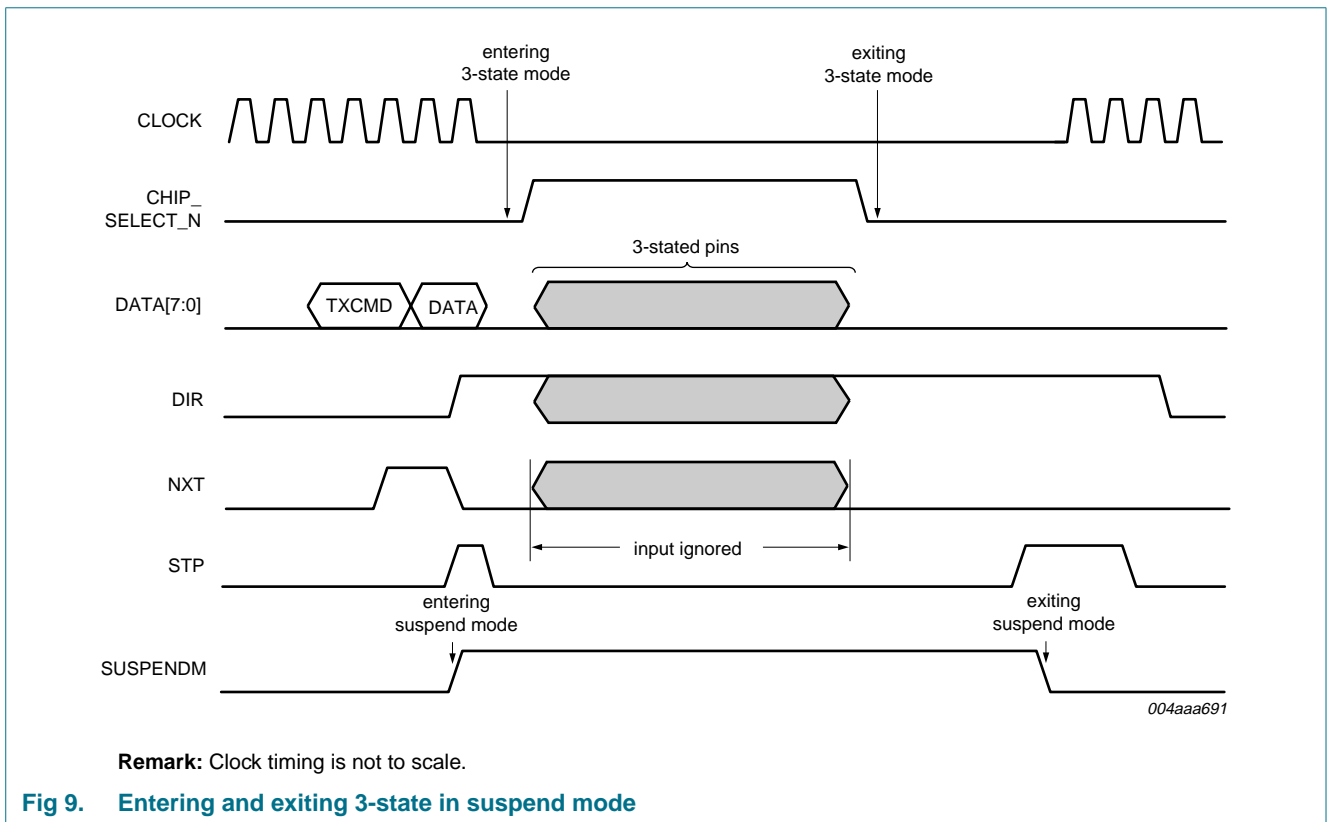 entering
3-state mode
exiting
3-state mode
CLOCK
CHIP_
SELECT_N
3-stated pins
DATA[7:0]
TXCMD
DATA
DIR
NXT
input ignored
STP
entering
suspend mode
exiting
suspend mode
SUSPENDM
004aaa691
Remark: Clock timing is not to scale.
Fig 9. Entering and exiting 3-state in suspend mode